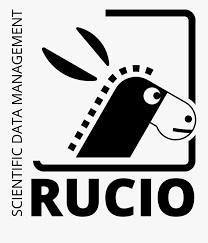 SCIENTIFIC DATA MANAGEMENT
RUCIO